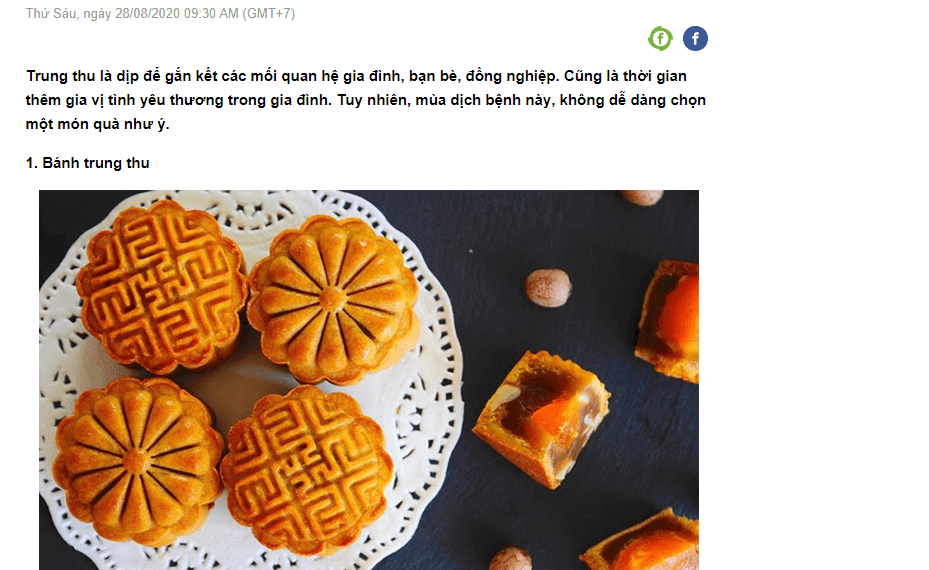 Thứ Sáu, ngày 28/08/2020 09:30 AM (GMT+7)
Trung thu là dịp để gắn kết các mối quan hệ gia đình, bạn bè, đồng nghiệp. Cũng là thời gian
thêm gia vị tình yêu thương trong gia đình. Tuy nhiên, mùa dịch bệnh này, không dễ dàng chọn
một món quà như ý.
1. Bánh trung thu